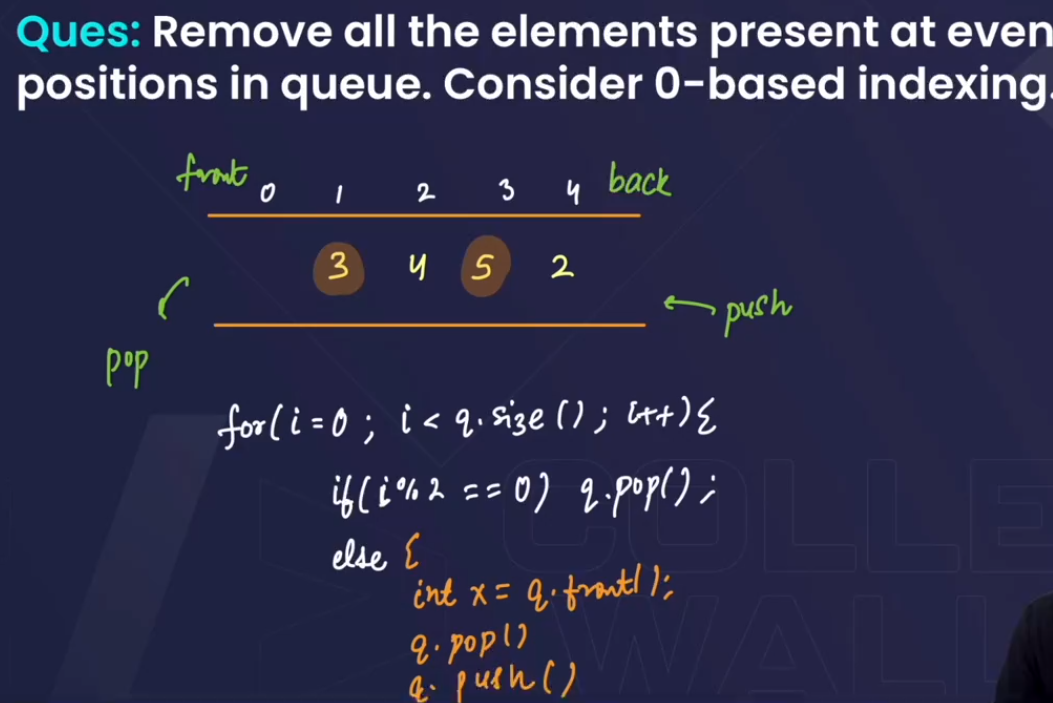 Ques: Remove all the elements present at even
positions in queue. Consider 0-based indexing.
front 0 1 2 3 4 back
3 4 5 2
push
pop
for(i=0 ; i < q.size(); i++){
if(i%2 == 0) q.pop();
else {
int x = q.front();
q.pop()
q. push()
COLLE
WALL